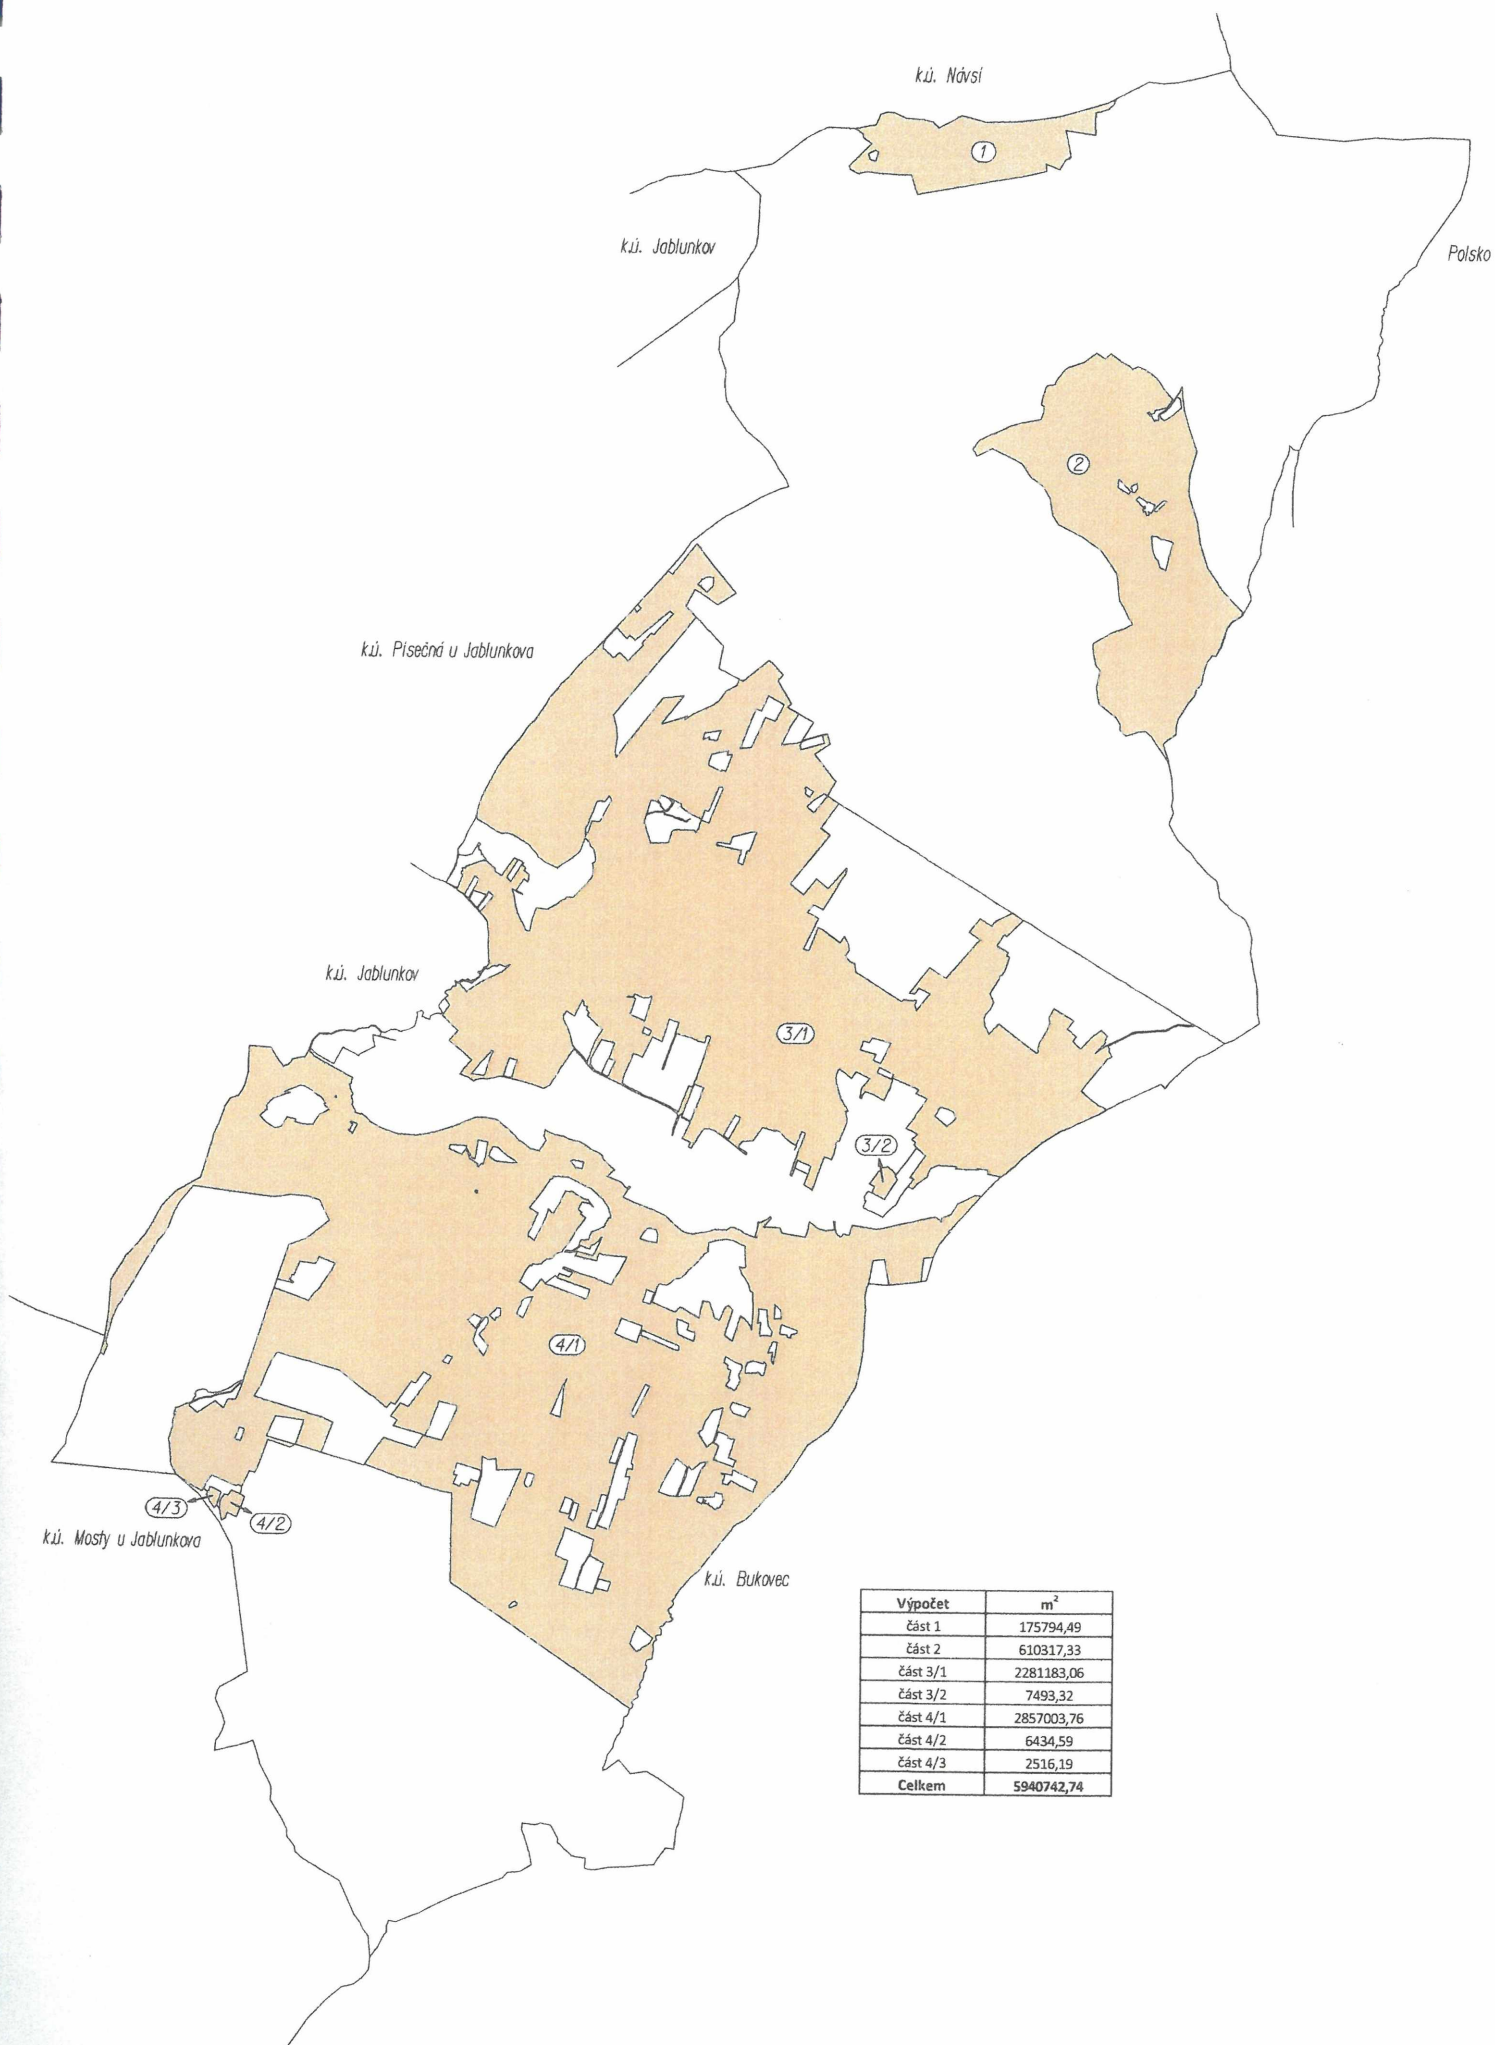 k.ú. Návsí
1
k.ú. Jablunkov
Polsko
2
k.ú. Písečná u Jablunkova
k.ú. Jablunkov
3/1
3/2
4/1
4/3
4/2
k.ú. Mosty u Jablunkova
k.ú. Bukovec
Výpočet m²
část 1 175794,49
část 2 610317,33
část 3/1 2281183,06
část 3/2 7493,32
část 4/1 2857003,76
část 4/2 6434,59
část 4/3 2516,19
Celkem 5940742,74